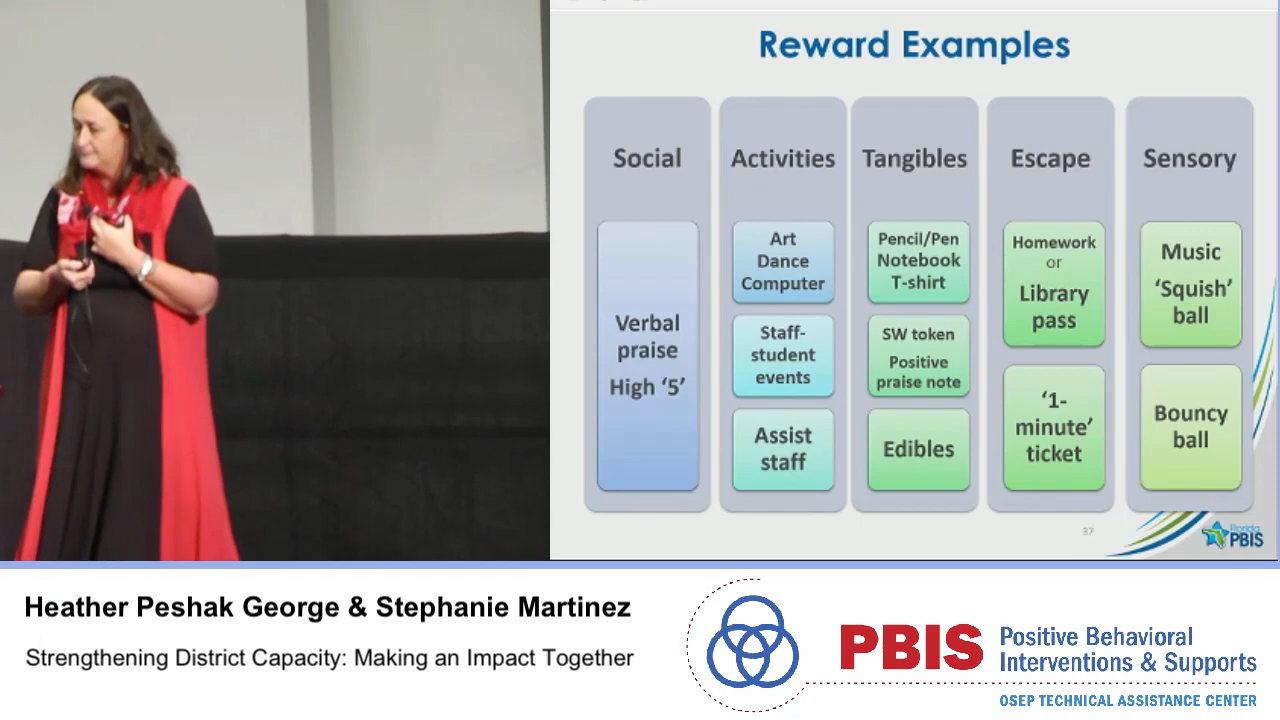 Reward Examples
Social
Verbal
praise
High ‘5’
Activities
Art
Dance
Computer
Staff-
student
events
Assist
staff
Tangibles
Pencil/Pen
Notebook
T-shirt
SW token
Positive
praise note
Edibles
Escape
Homework
or
Library
pass
‘1-
minute’
ticket
Sensory
Music
‘Squish’
ball
Bouncy
ball
37
Florida
PBIS
Heather Peshak George & Stephanie Martinez
Strengthening District Capacity: Making an Impact Together
PBIS
Positive Behavioral
Interventions & Supports
OSEP TECHNICAL ASSISTANCE CENTER